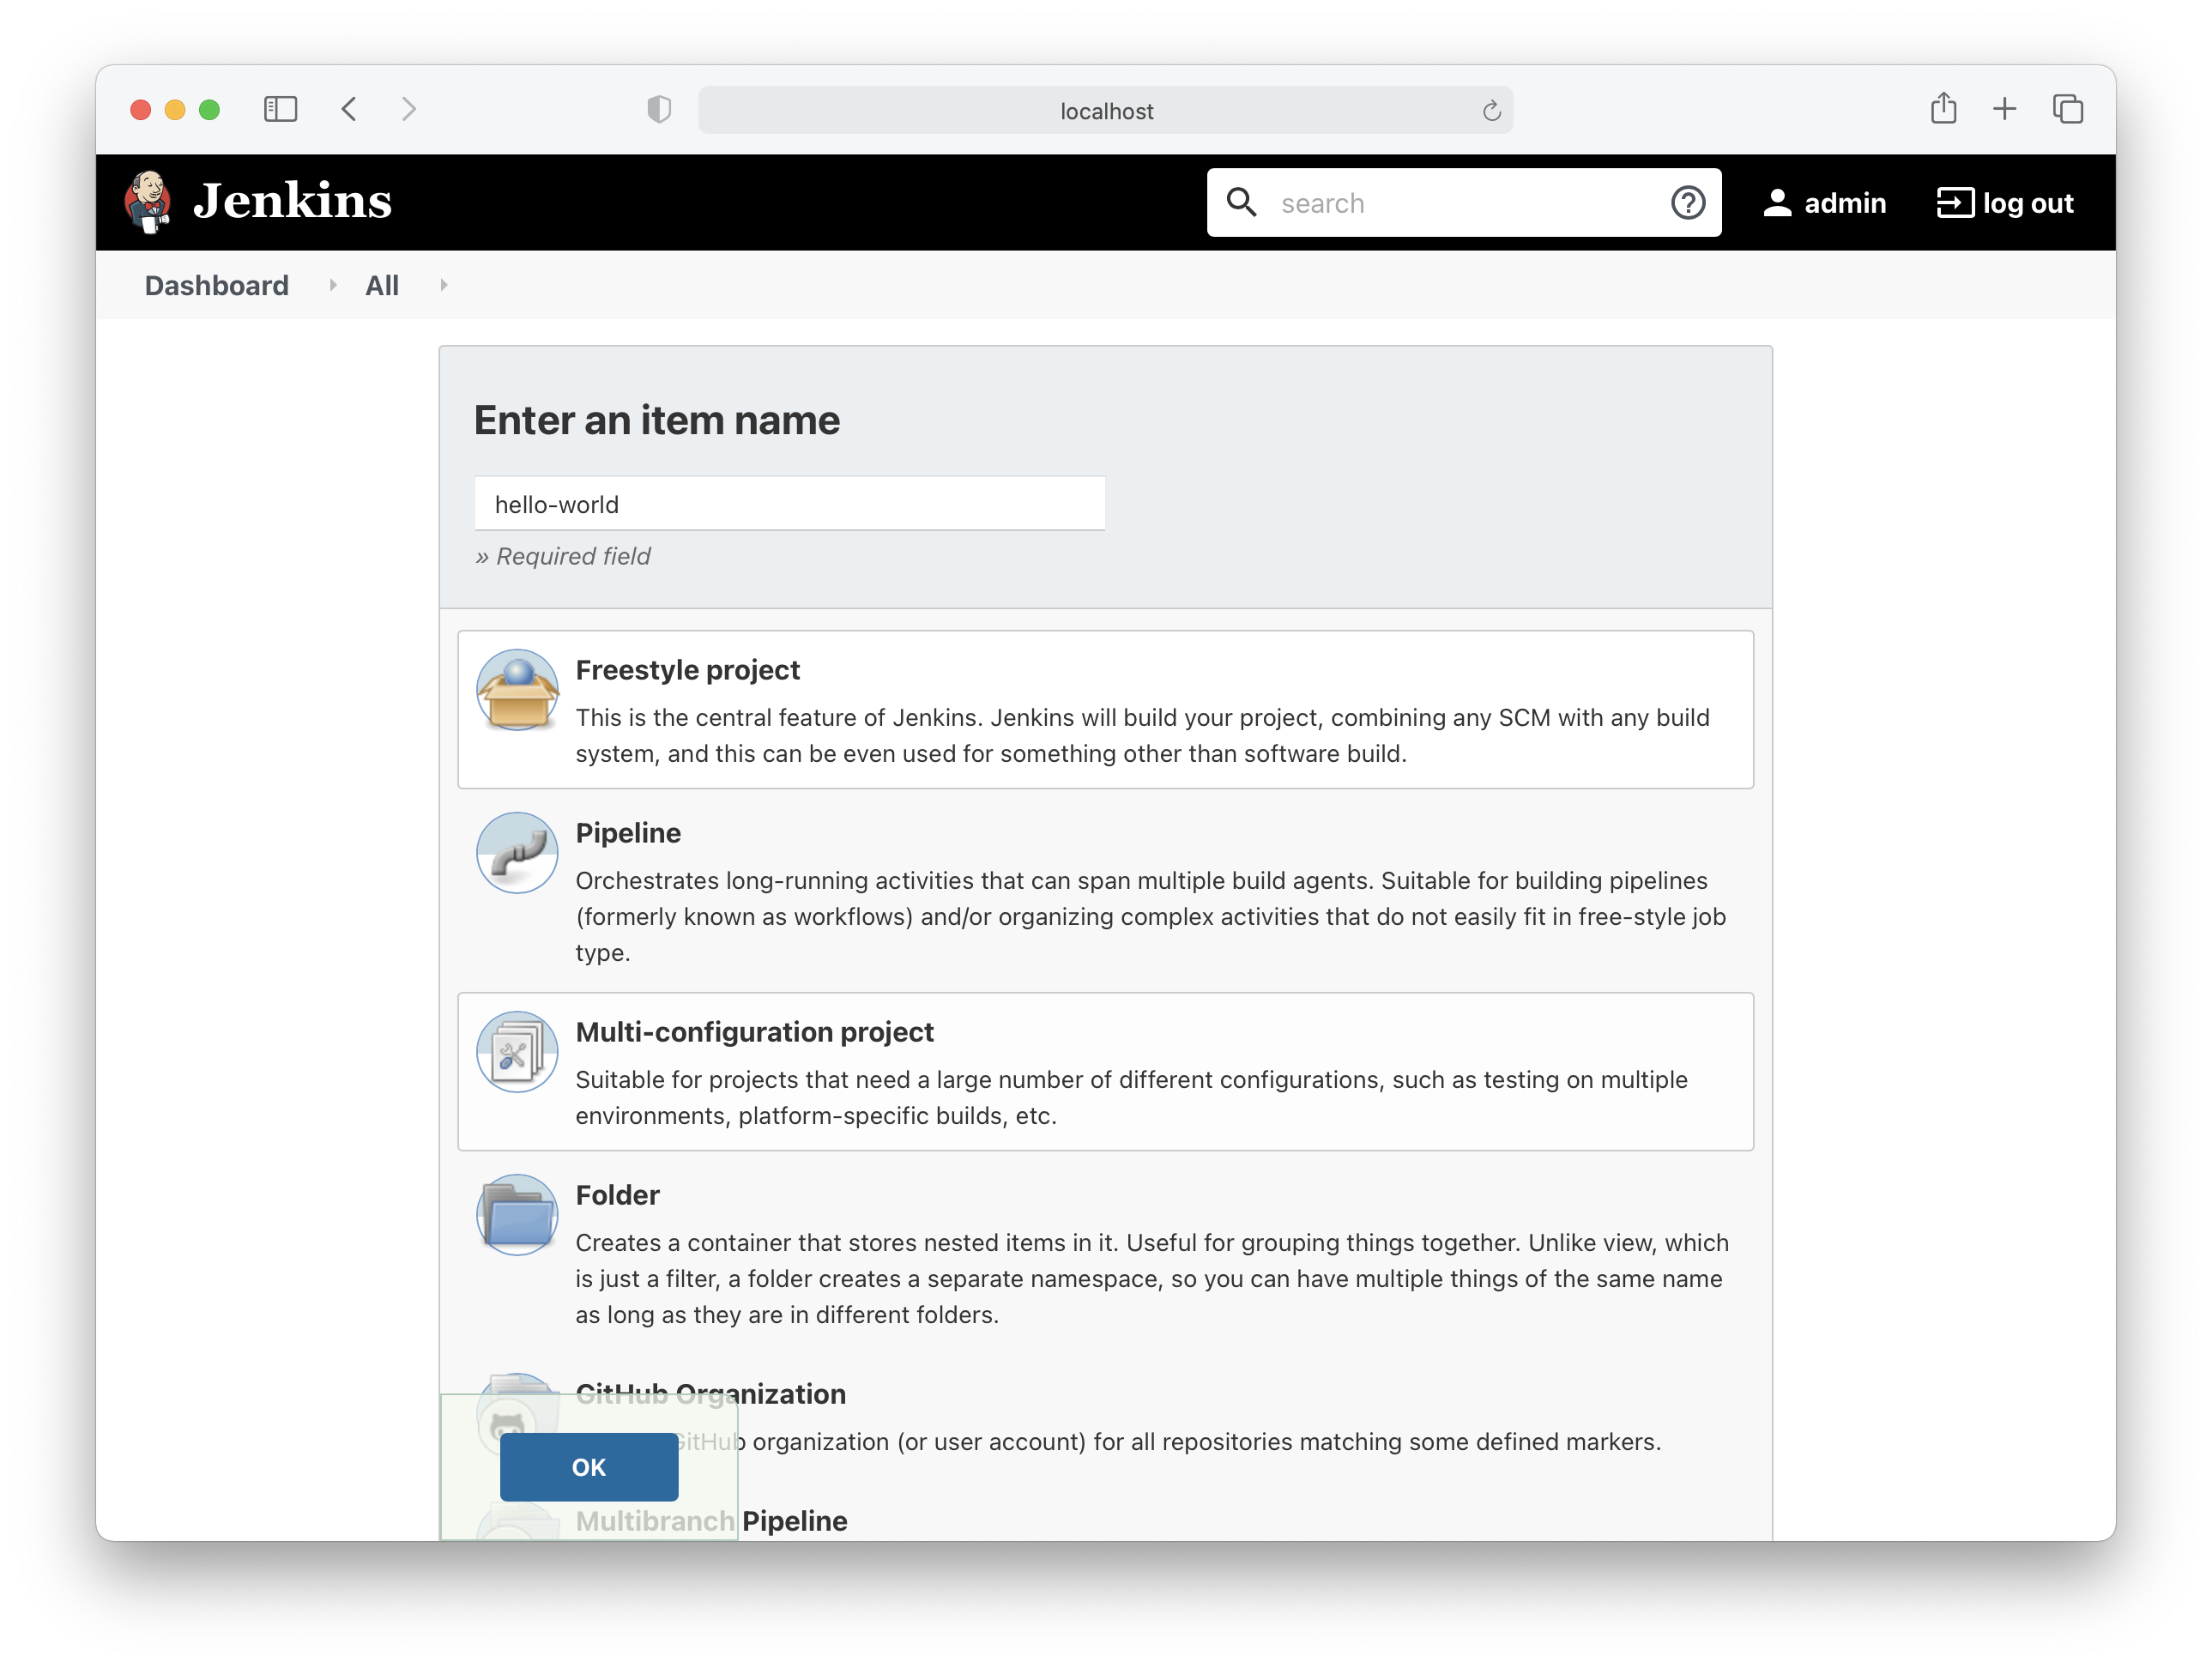 localhost
Jenkins
search
admin
log out
Dashboard
All
Enter an item name
hello-world
» Required field
Freestyle project
This is the central feature of Jenkins. Jenkins will build your project, combining any SCM with any build
system, and this can be even used for something other than software build.
Pipeline
Orchestrates long-running activities that can span multiple build agents. Suitable for building pipelines
(formerly known as workflows) and/or organizing complex activities that do not easily fit in free-style job
type.
Multi-configuration project
Suitable for projects that need a large number of different configurations, such as testing on multiple
environments, platform-specific builds, etc.
Folder
Creates a container that stores nested items in it. Useful for grouping things together. Unlike view, which
is just a filter, a folder creates a separate namespace, so you can have multiple things of the same name
as long as they are in different folders.
GitHub Organization
GitHub organization (or user account) for all repositories matching some defined markers.
OK
Multibranch Pipeline